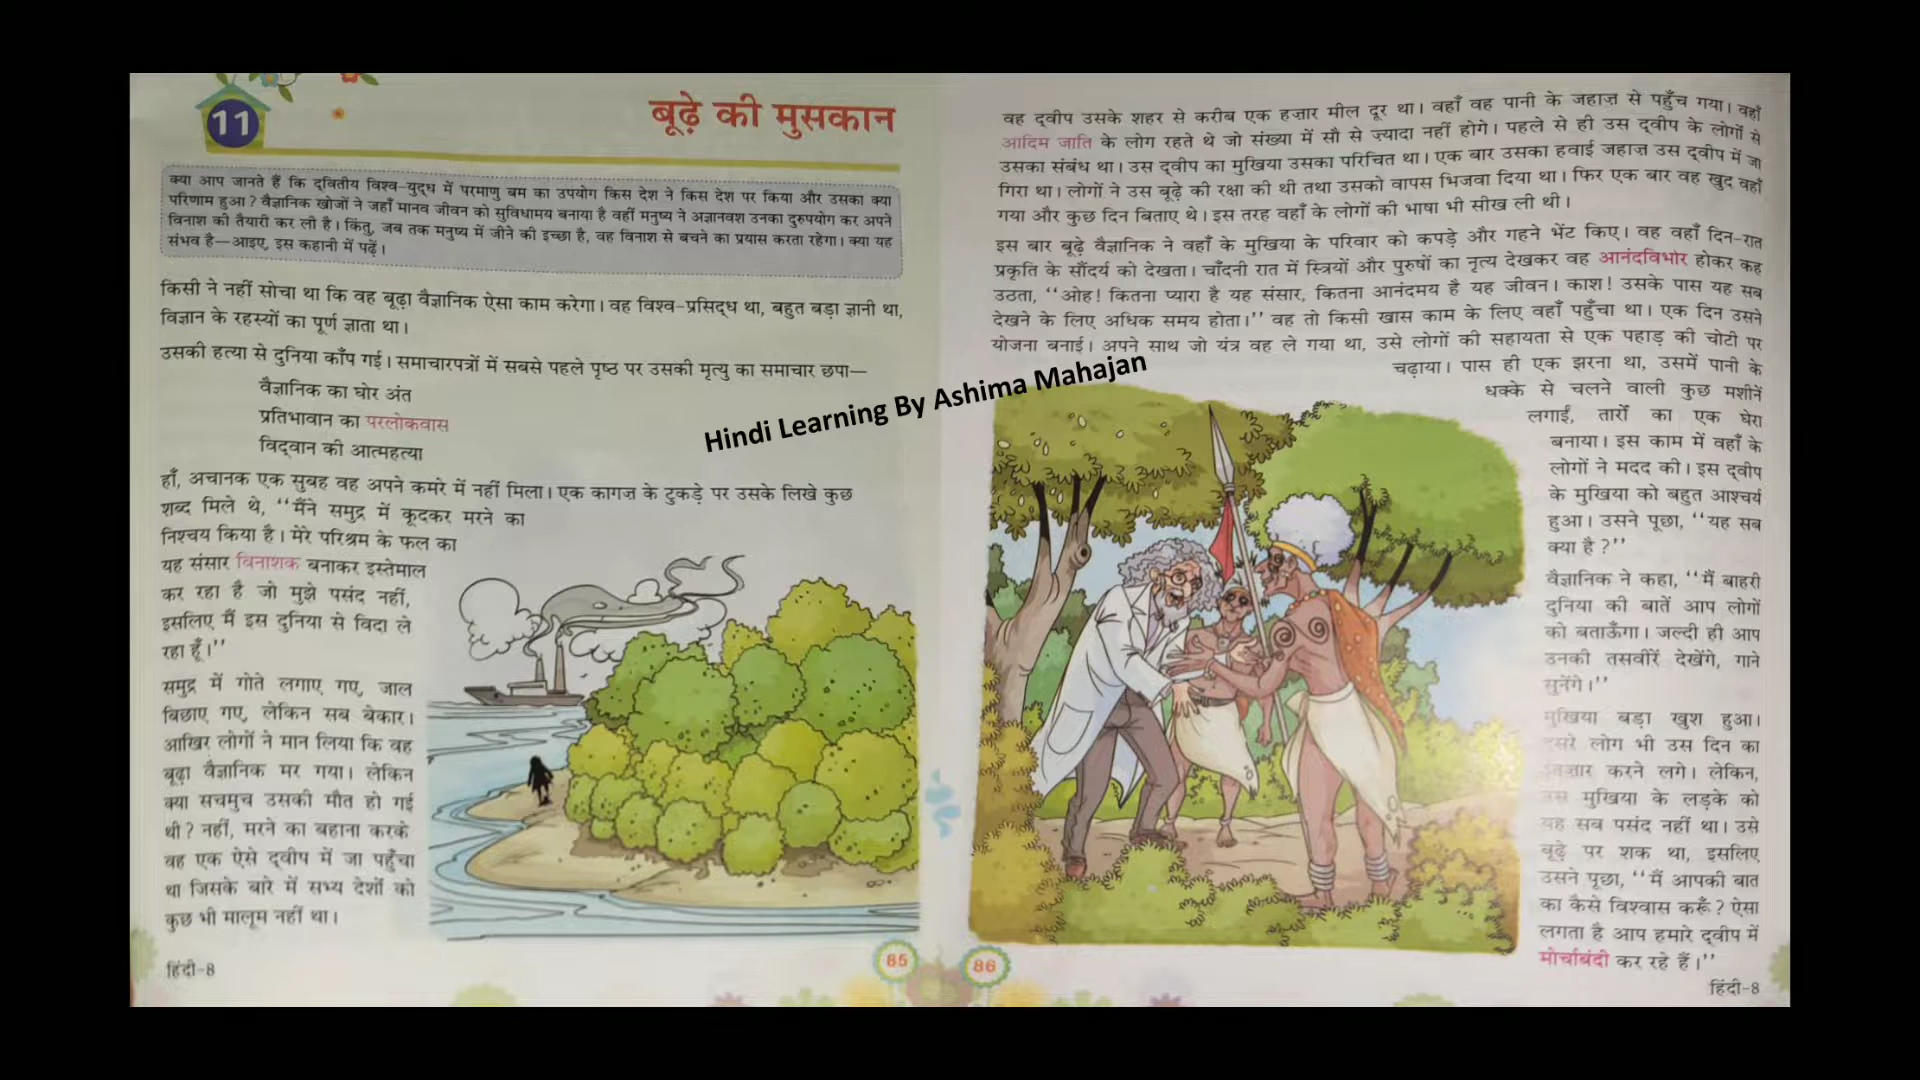 11
बूढ़े की मुसकान
क्या आप जानते हैं कि द्वितीय विश्व-युद्ध में परमाणु बम का उपयोग किस देश ने किस देश पर किया और उसका क्या
परिणाम हुआ? वैज्ञानिक खोजों ने जहाँ मानव जीवन को सुविधामय बनाया है वहीं मनुष्य ने अज्ञानवश उनका दुरुपयोग कर अपने
विनाश की तैयारी कर ली है। किंतु, जब तक मनुष्य में जीने की इच्छा है, वह विनाश से बचने का प्रयास करता रहेगा। क्या यह
संभव है—आइए, इस कहानी में पढ़ें।
किसी ने नहीं सोचा था कि वह बूढ़ा वैज्ञानिक ऐसा काम करेगा। वह विश्व-प्रसिद्ध था, बहुत बड़ा ज्ञानी था,
विज्ञान के रहस्यों का पूर्ण ज्ञाता था।
उसकी हत्या से दुनिया काँप गई। समाचारपत्रों में सबसे पहले पृष्ठ पर उसकी मृत्यु का समाचार छपा—
वैज्ञानिक का घोर अंत
प्रतिभावान का परलोकवास
विद्वान की आत्महत्या
हाँ, अचानक एक सुबह वह अपने कमरे में नहीं मिला। एक कागज़ के टुकड़े पर उसके लिखे कुछ
शब्द मिले थे, ‘‘मैंने समुद्र में कूदकर मरने का
निश्चय किया है। मेरे परिश्रम के फल का
यह संसार विनाशक बनाकर इस्तेमाल
कर रहा है जो मुझे पसंद नहीं,
इसलिए मैं इस दुनिया से विदा ले
रहा हूँ।’’
समुद्र में गोते लगाए गए, जाल
बिछाए गए, लेकिन सब बेकार।
आखिर लोगों ने मान लिया कि वह
बूढ़ा वैज्ञानिक मर गया। लेकिन
क्या सचमुच उसकी मौत हो गई
थी? नहीं, मरने का बहाना करके
वह एक ऐसे द्वीप में जा पहुँचा
था जिसके बारे में सभ्य देशों को
कुछ भी मालूम नहीं था।
हिंदी-8
85
Hindi Learning By Ashima Mahajan
वह द्वीप उसके शहर से करीब एक हज़ार मील दूर था। वहाँ वह पानी के जहाज़ से पहुँच गया। वहाँ
आदिम जाति के लोग रहते थे जो संख्या में सौ से ज़्यादा नहीं होगे। पहले से ही उस द्वीप के लोगों से
उसका संबंध था। उस द्वीप का मुखिया उसका परिचित था। एक बार उसका हवाई जहाज़ उस द्वीप में जा
गिरा था। लोगों ने उस बूढ़े की रक्षा की थी तथा उसको वापस भिजवा दिया था। फिर एक बार वह खुद वहाँ
गया और कुछ दिन बिताए थे। इस तरह वहाँ के लोगों की भाषा भी सीख ली थी।
इस बार बूढ़े वैज्ञानिक ने वहाँ के मुखिया के परिवार को कपड़े और गहने भेंट किए। वह वहाँ दिन-रात
प्रकृति के सौंदर्य को देखता। चाँदनी रात में स्त्रियों और पुरुषों का नृत्य देखकर वह आनंदविभोर होकर कह
उठता, ‘‘ओह! कितना प्यारा है यह संसार, कितना आनंदमय है यह जीवन। काश! उसके पास यह सब
देखने के लिए अधिक समय होता।’’ वह तो किसी खास काम के लिए वहाँ पहुँचा था। एक दिन उसने
योजना बनाई। अपने साथ जो यंत्र वह ले गया था, उसे लोगों की सहायता से एक पहाड़ की चोटी पर
चढ़ाया। पास ही एक झरना था, उसमें पानी के
धक्के से चलने वाली कुछ मशीनें
लगाईं, तारों का एक घेरा
बनाया। इस काम में वहाँ के
लोगों ने मदद की। इस द्वीप
के मुखिया को बहुत आश्चर्य
हुआ। उसने पूछा, ‘‘यह सब
क्या है?’’
वैज्ञानिक ने कहा, ‘‘मैं बाहरी
दुनिया की बातें आप लोगों
को बताऊँगा। जल्दी ही आप
उनकी तसवीरें देखेंगे, गाने
सुनेंगे।’’
मुखिया बड़ा खुश हुआ।
दूसरे लोग भी उस दिन का
इंतज़ार करने लगे। लेकिन,
उस मुखिया के लड़के को
यह सब पसंद नहीं था। उसे
बूढ़े पर शक था, इसलिए
उसने पूछा, ‘‘मैं आपकी बात
का कैसे विश्वास करूँ? ऐसा
लगता है आप हमारे द्वीप में
मोर्चाबंदी कर रहे हैं।’’
86
हिंदी-8